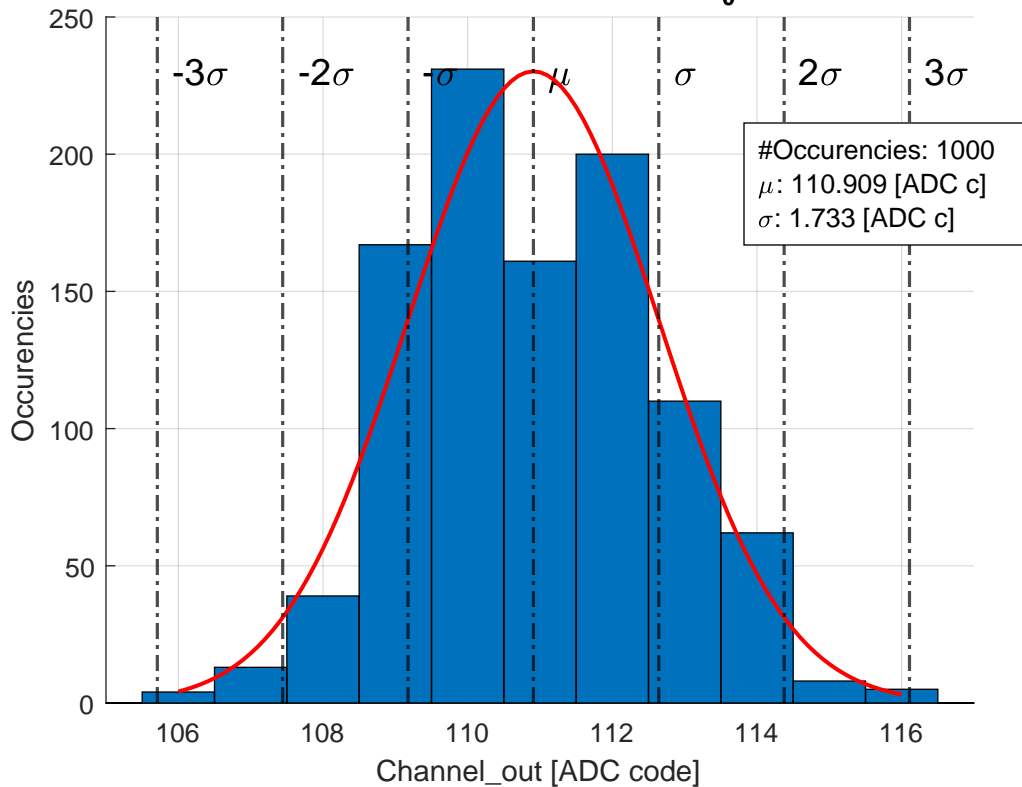 250
200
150
100
50
0
-3σ -2σ -σ μ σ 2σ 3σ
#Occurencies: 1000
μ: 110.909 [ADC c]
σ: 1.733 [ADC c]
Occurencies
106 108 110 112 114 116
Channel_out [ADC code]